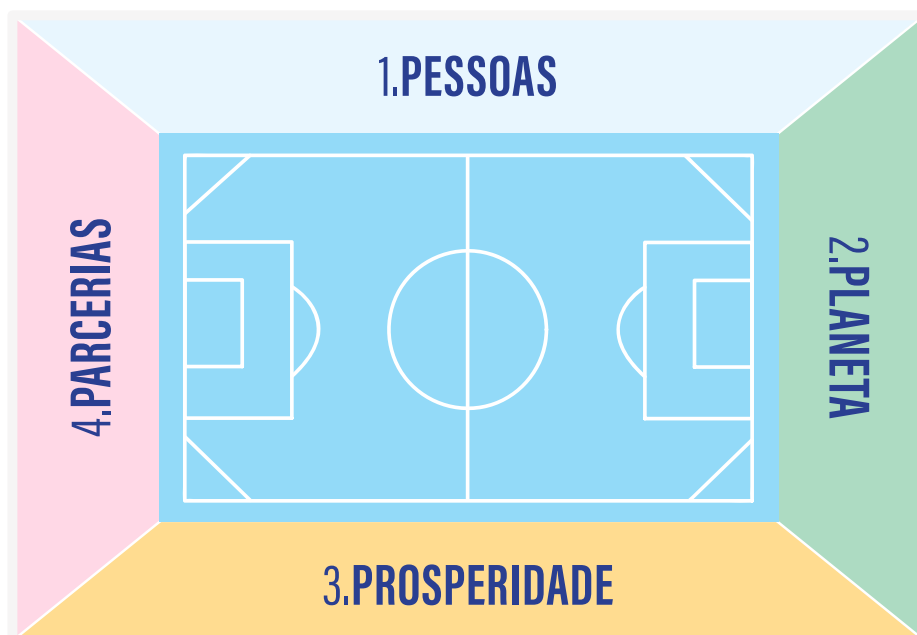 1.PESSOAS
2.PLANETA
3.PROSPERIDADE
4.PARCERIAS